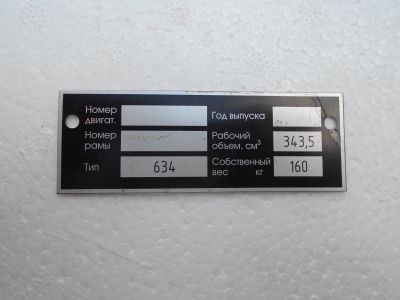 Номер двигат.
Год выпуска
Номер рамы
Рабочий объем, см³ 343,5
Тип 634
Собственный вес кг 160